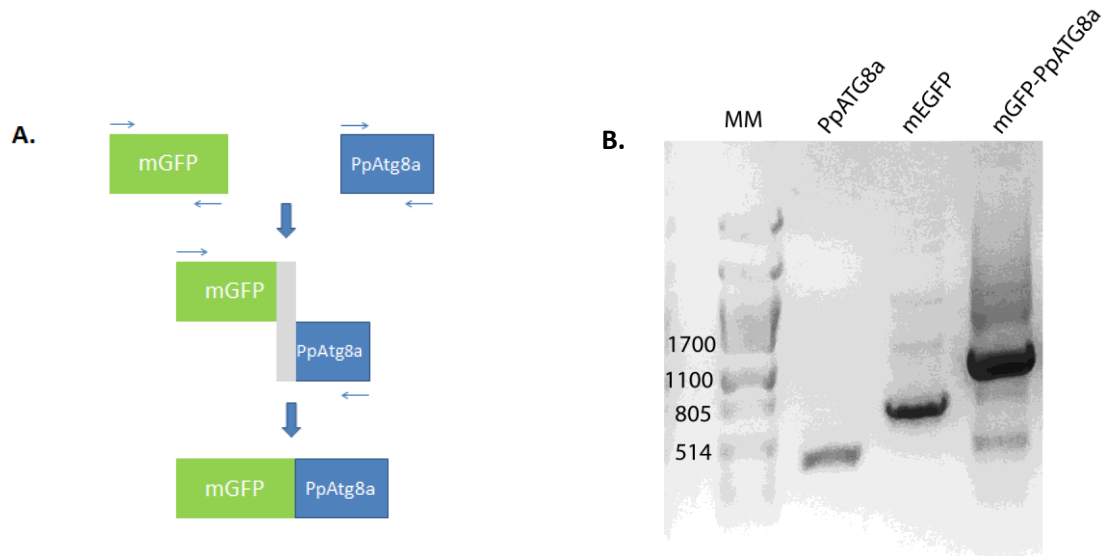 A.
mGFP
PpAtg8a
mGFP
PpAtg8a
mGFP
PpAtg8a
B.
MM
PpATG8a
mEGFP
mGFP-PpATG8a
1700
1100
805
514